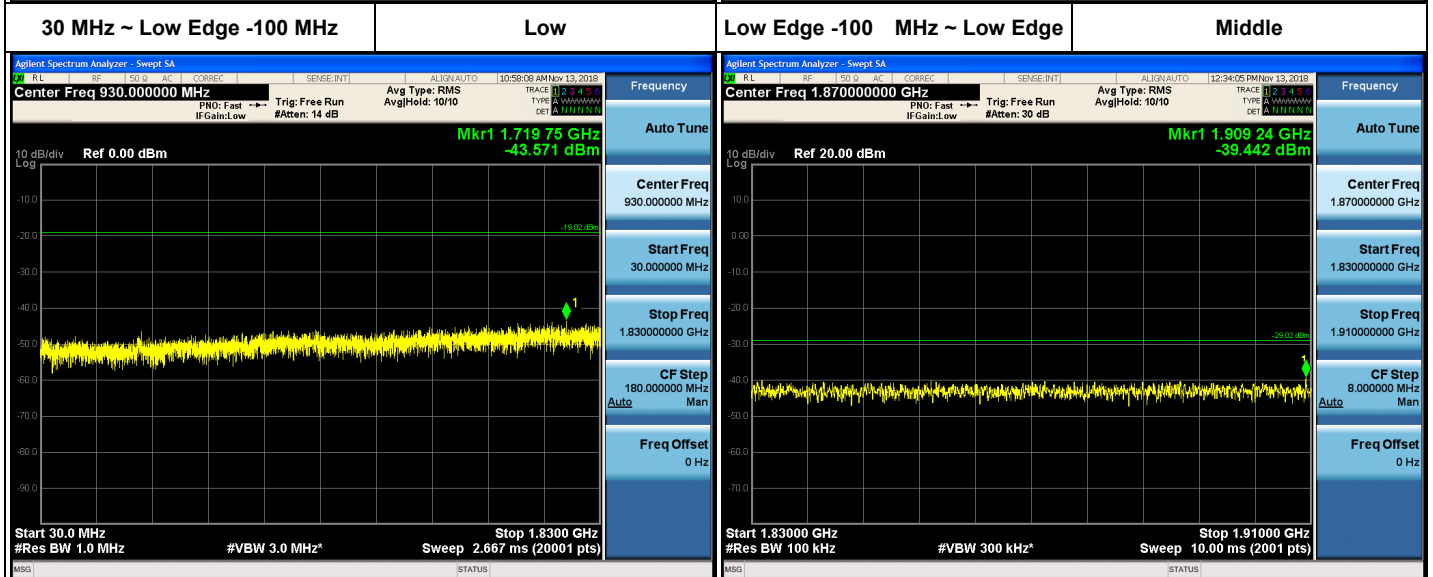 30 MHz ~ Low Edge -100 MHz
Low
Low Edge -100 MHz ~ Low Edge
Middle
Agilent Spectrum Analyzer - Swept SA
LXI RL RF 50 Ω AC CORREC SENSE:INT ALIGN AUTO 10:58:08 AM Nov 13, 2018
Center Freq 930.000000 MHz
PNO: Fast
IFGain:Low
Trig: Free Run
#Atten: 14 dB
Avg Type: RMS
Avg|Hold: 10/10
TRACE 1 2 3 4 5 6
TYPE A WWWWW
DET A N N N N N
Mkr1 1.719 75 GHz
-43.571 dBm
10 dB/div
Log
Ref 0.00 dBm
-10.0
-19.02 dBm
-20.0
-30.0
1
-40.0
-50.0
-60.0
-70.0
-80.0
-90.0
Start 30.0 MHz
Stop 1.8300 GHz
#Res BW 1.0 MHz
#VBW 3.0 MHz*
Sweep 2.667 ms (20001 pts)
MSG
STATUS
Frequency
Auto Tune
Center Freq
930.000000 MHz
Start Freq
30.000000 MHz
Stop Freq
1.830000000 GHz
CF Step
180.000000 MHz
Auto Man
Freq Offset
0 Hz
Agilent Spectrum Analyzer - Swept SA
LXI RL RF 50 Ω AC CORREC SENSE:INT ALIGN AUTO 12:34:05 PM Nov 13, 2018
Center Freq 1.870000000 GHz
PNO: Fast
IFGain:Low
Trig: Free Run
#Atten: 30 dB
Avg Type: RMS
Avg|Hold: 10/10
TRACE 1 2 3 4 5 6
TYPE A WWWWW
DET A N N N N N
Mkr1 1.909 24 GHz
-39.442 dBm
10 dB/div
Log
Ref 20.00 dBm
10.0
0.00
-10.0
-20.0
-29.02 dBm
-30.0
1
-40.0
-50.0
-60.0
-70.0
Start 1.83000 GHz
Stop 1.91000 GHz
#Res BW 100 kHz
#VBW 300 kHz*
Sweep 10.00 ms (2001 pts)
MSG
STATUS
Frequency
Auto Tune
Center Freq
1.870000000 GHz
Start Freq
1.830000000 GHz
Stop Freq
1.910000000 GHz
CF Step
8.000000 MHz
Auto Man
Freq Offset
0 Hz